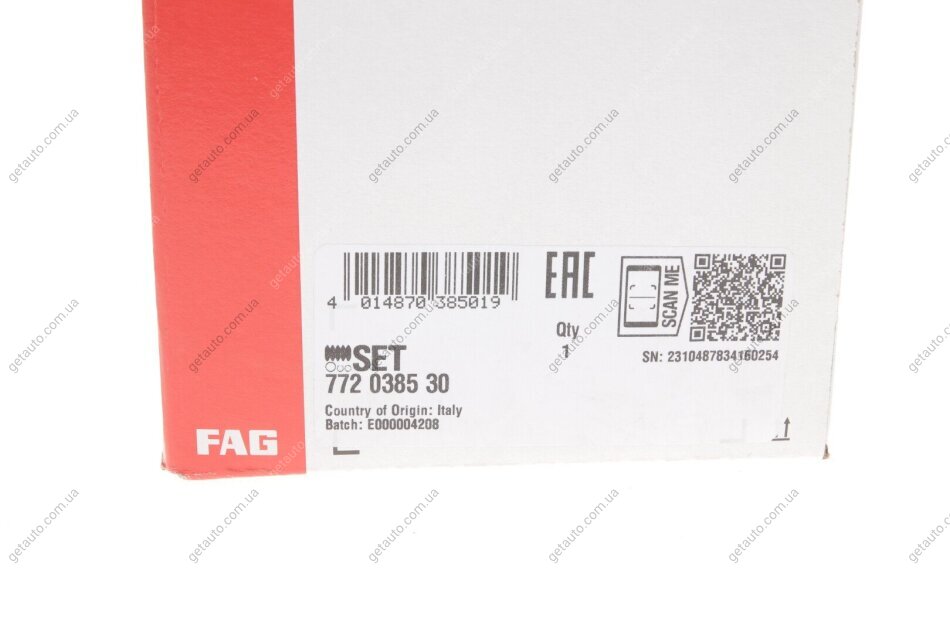 EAC
SCAN ME
4 014870 385019
Qty
1
SN: 2310487834160254
SET
772 0385 30
Country of Origin: Italy
Batch: E000004208
FAG
getauto.com.ua